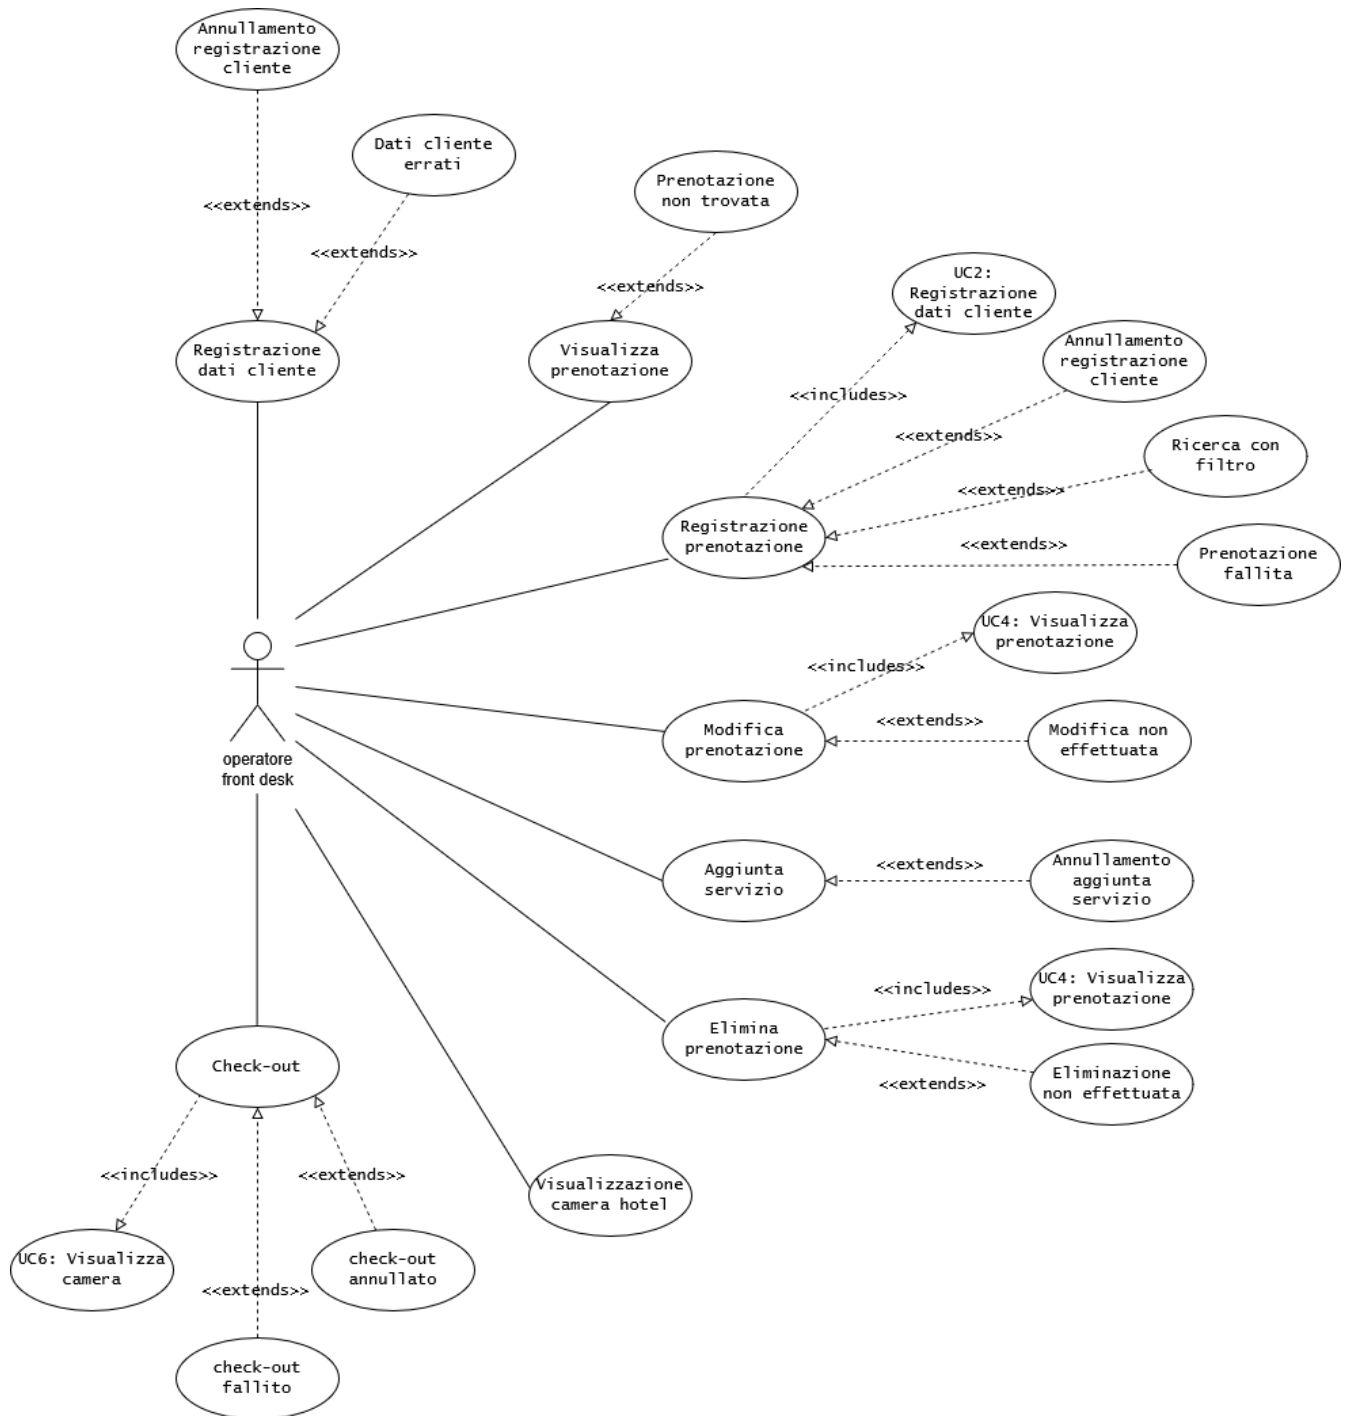 Annullamento
registrazione
cliente
Dati cliente
errati
<<extends>>
<<extends>>
Registrazione
dati cliente
Prenotazione
non trovata
<<extends>>
Visualizza
prenotazione
UC2:
Registrazione
dati cliente
<<includes>>
Annullamento
registrazione
cliente
<<extends>>
Ricerca con
filtro
<<extends>>
Registrazione
prenotazione
<<extends>>
Prenotazione
fallita
UC4: Visualizza
prenotazione
<<includes>>
Modifica
prenotazione
<<extends>>
Modifica non
effettuata
operatore
front desk
Aggiunta
servizio
<<extends>>
Annullamento
aggiunta
servizio
<<includes>>
UC4: Visualizza
prenotazione
Elimina
prenotazione
<<extends>>
Eliminazione
non effettuata
Check-out
<<includes>>
<<extends>>
Visualizzazione
camera hotel
UC6: Visualizza
camera
check-out
annullato
<<extends>>
check-out
fallito